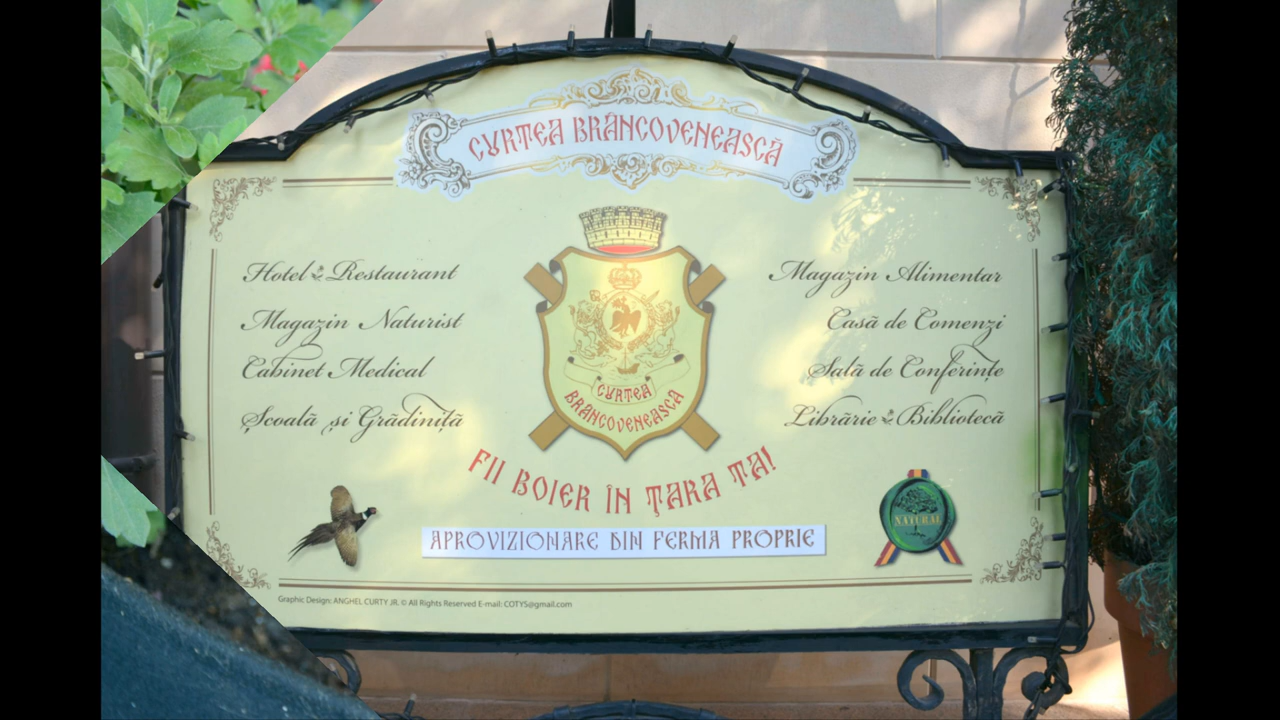 CURTEA BRÂNCOVENEASCĂ
Hotel Restaurant
Magazin Naturist
Cabinet Medical
Școală și Grădiniță
CURTEA
BRÂNCOVENEASCĂ
Magazin Alimentar
Casă de Comenzi
Sală de Conferințe
Librărie Bibliotecă
FII BOIER ÎN ȚARA TA!
NATURAL
APROVIZIONARE DIN FERMA PROPRIE
Graphic Design: ANGHEL CURTY JR. © All Rights Reserved E-mail: COTYS@gmail.com